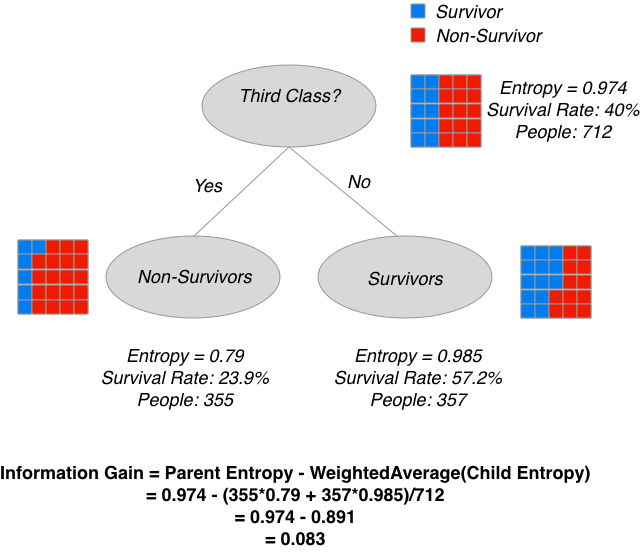 Survivor
Non-Survivor
Third Class?
Entropy = 0.974
Survival Rate: 40%
People: 712
Yes
No
Non-Survivors
Survivors
Entropy = 0.79
Survival Rate: 23.9%
People: 355
Entropy = 0.985
Survival Rate: 57.2%
People: 357
Information Gain = Parent Entropy - WeightedAverage(Child Entropy)
= 0.974 - (355*0.79 + 357*0.985)/712
= 0.974 - 0.891
= 0.083